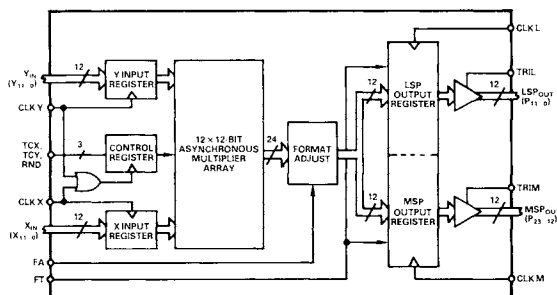 CLK L
Y IN
(Y11-0)
12
Y INPUT
REGISTER
CLK Y
TCX,
TCY,
RND
3
CONTROL
REGISTER
CLK X
X IN
(X11-0)
12
X INPUT
REGISTER
FA
FT
12 × 12-BIT
ASYNCHRONOUS
MULTIPLIER
ARRAY
24
FORMAT
ADJUST
12
LSP
OUTPUT
REGISTER
TRIL
12
LSP OUT
(P11-0)
12
MSP
OUTPUT
REGISTER
TRIM
12
MSP OU
(P23-12)
CLK M